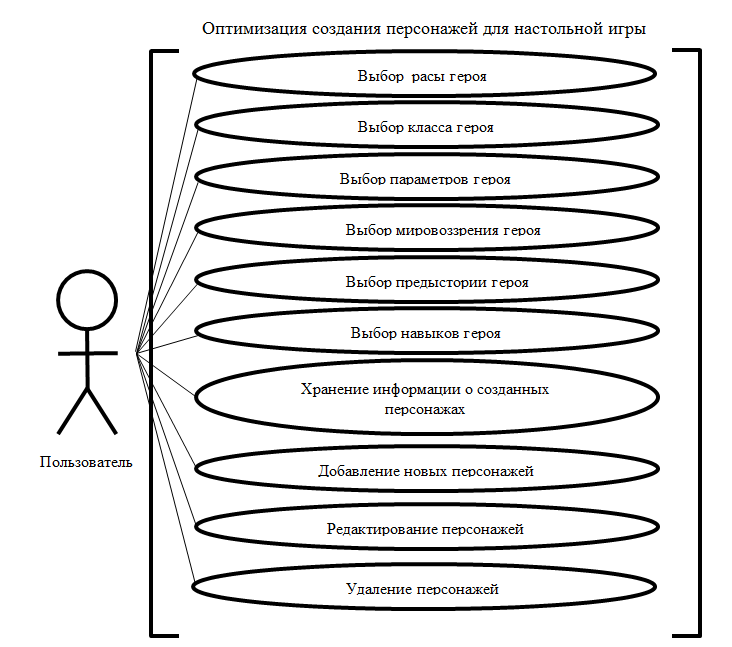 Оптимизация создания персонажей для настольной игры
Выбор расы героя
Выбор класса героя
Выбор параметров героя
Выбор мировоззрения героя
Выбор предыстории героя
Выбор навыков героя
Хранение информации о созданных
персонажах
Пользователь
Добавление новых персонажей
Редактирование персонажей
Удаление персонажей